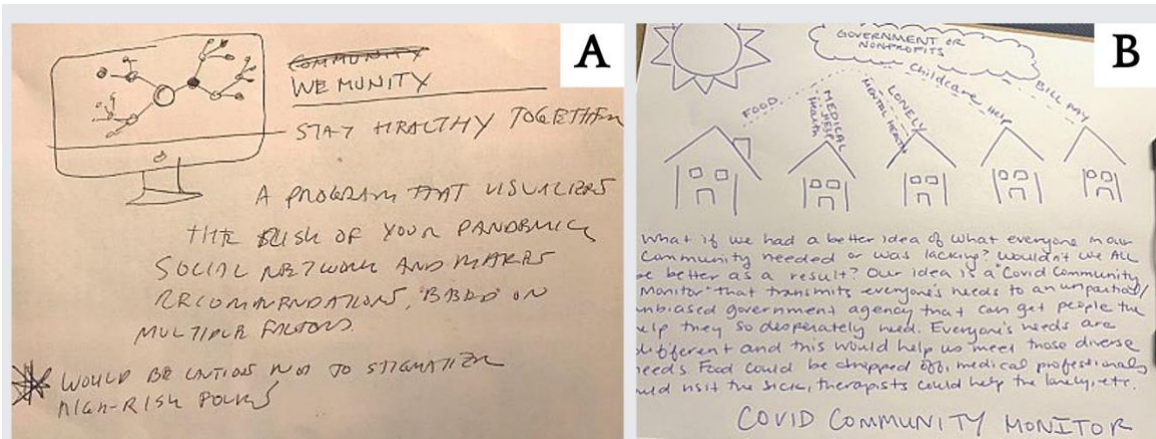 A
COMMUNITY
WE MUNITY
STAY HEALTHY TOGETHER
A PROGRAM THAT VISUALIZES
THE RISK OF YOUR PANDEMIC
SOCIAL NETWORK AND MAKES
RECOMMENDATIONS, BASED ON
MULTIPLE FACTORS.
WOULD BE NOT TO STIGMATIZE
HIGH-RISK FOLKS
B
GOVERNMENT OR
NONPROFITS
FOOD
MEDICAL
HELP
Health
LONELY
MENTAL HEALTH
Childcare Help
BILL PAY
What if we had a better idea of what everyone in our
Community needed or was lacking? Wouldn't we ALL
be better as a result? Our idea is a "Covid Community
Monitor" that transmits everyone's needs to an unpartial/
unbiased government agency that can get people the
help they so desperately need. Everyone's needs are
different and this would help us meet those diverse
needs. Food could be dropped off, medical professionals
could visit the sick, therapists could help the lonely, etc.
COVID COMMUNITY MONITOR